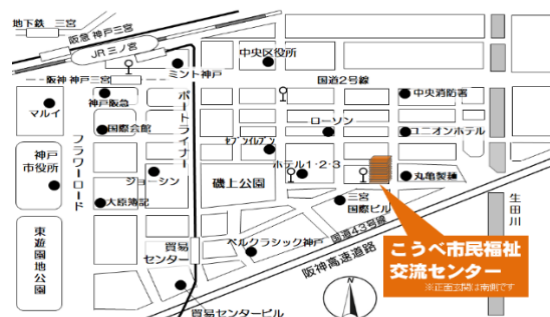 地下鉄 三宮
阪急 神戸三宮
JR 三ノ宮
中央区役所
ミント神戸
阪神 神戸三宮
国道2号線
マルイ
神戸阪急
ポートライナー
中央消防署
国際会館
フラワーロード
ローソン
ユニオンホテル
セブンイレブン
神戸
市役所
ジョーシン
磯上公園
ホテル1・2・3
丸亀製麺
大原簿記
三宮
国際ビル
生田川
東遊園地公園
貿易
センター
ベルクラシック神戸
国道43号線
阪神高速道路
こうべ市民福祉
交流センター
※正面玄関は南側です
N
貿易センタービル